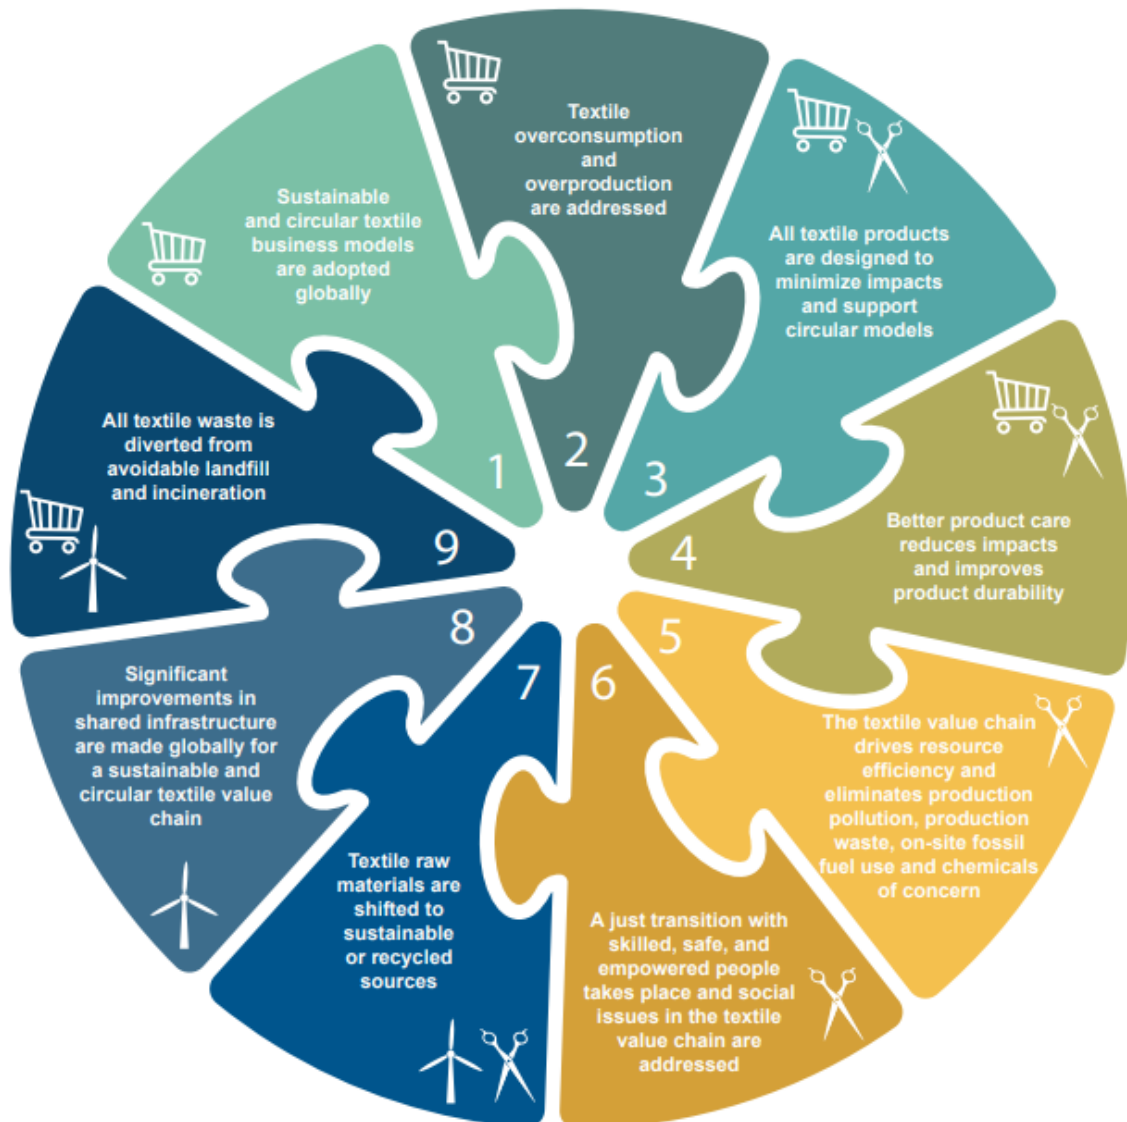 Sustainable
and circular textile
business models
are adopted
globally
1
Textile
overconsumption
and
overproduction
are addressed
2
All textile products
are designed to
minimize impacts
and support
circular models
3
Better product care
reduces impacts
and improves
product durability
4
The textile value chain
drives resource
efficiency and
eliminates production
pollution, production
waste, on-site fossil
fuel use and chemicals
of concern
5
A just transition with
skilled, safe, and
empowered people
takes place and social
issues in the textile
value chain are
addressed
6
Textile raw
materials are
shifted to
sustainable
or recycled
sources
7
Significant
improvements in
shared infrastructure
are made globally for
a sustainable and
circular textile value
chain
8
All textile waste is
diverted from
avoidable landfill
and incineration
9